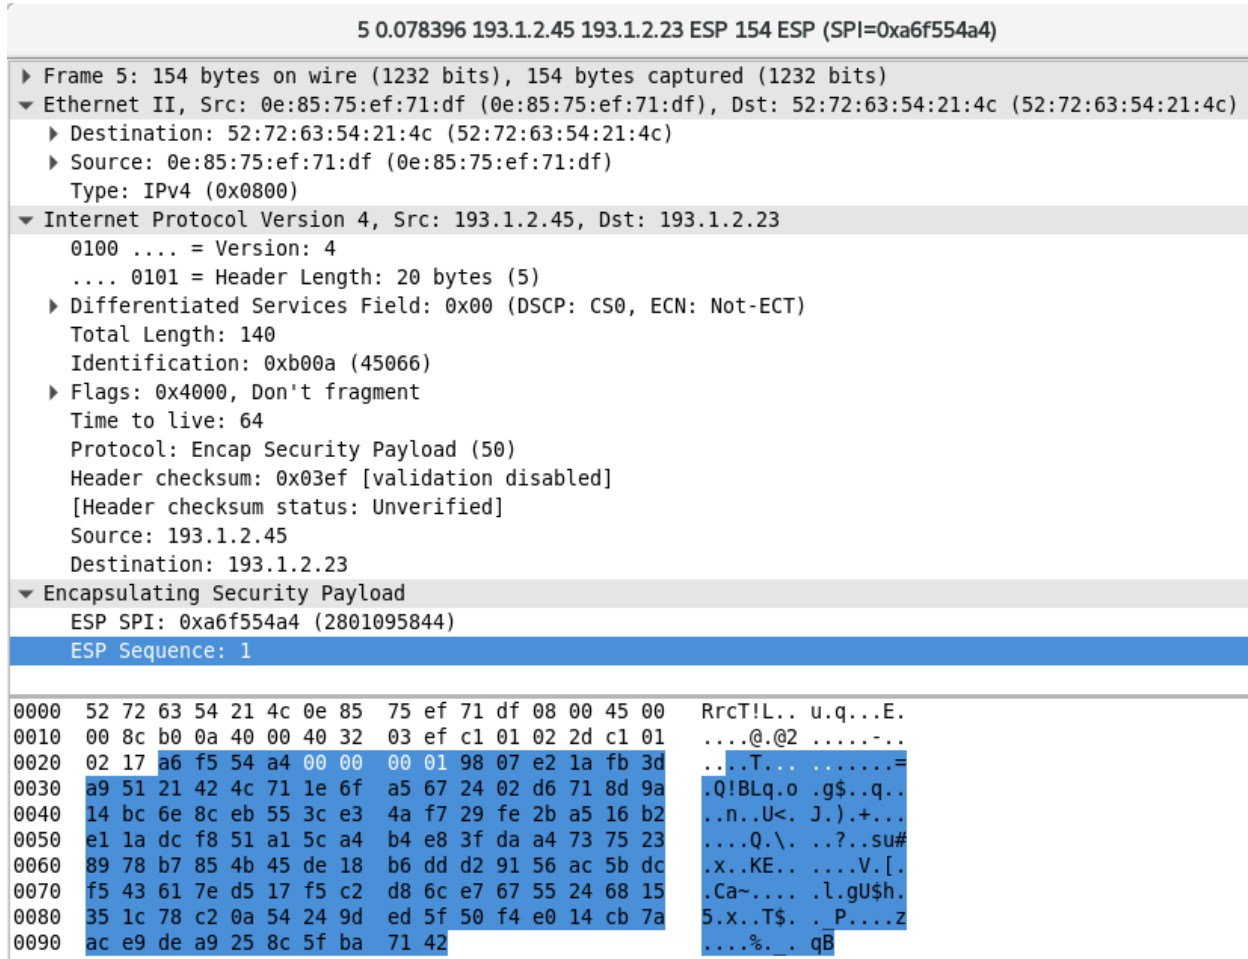 5 0.078396 193.1.2.45 193.1.2.23 ESP 154 ESP (SPI=0xa6f554a4)
Frame 5: 154 bytes on wire (1232 bits), 154 bytes captured (1232 bits)
Ethernet II, Src: 0e:85:75:ef:71:df (0e:85:75:ef:71:df), Dst: 52:72:63:54:21:4c (52:72:63:54:21:4c)
Destination: 52:72:63:54:21:4c (52:72:63:54:21:4c)
Source: 0e:85:75:ef:71:df (0e:85:75:ef:71:df)
Type: IPv4 (0x0800)
Internet Protocol Version 4, Src: 193.1.2.45, Dst: 193.1.2.23
0100 .... = Version: 4
.... 0101 = Header Length: 20 bytes (5)
Differentiated Services Field: 0x00 (DSCP: CS0, ECN: Not-ECT)
Total Length: 140
Identification: 0xb00a (45066)
Flags: 0x4000, Don't fragment
Time to live: 64
Protocol: Encap Security Payload (50)
Header checksum: 0x03ef [validation disabled]
[Header checksum status: Unverified]
Source: 193.1.2.45
Destination: 193.1.2.23
Encapsulating Security Payload
ESP SPI: 0xa6f554a4 (2801095844)
ESP Sequence: 1
0000 52 72 63 54 21 4c 0e 85 75 ef 71 df 08 00 45 00 RrcT!L.. u.q...E.
0010 00 8c b0 0a 40 00 40 32 03 ef c1 01 02 2d c1 01 ....@.@2 .....-..
0020 02 17 a6 f5 54 a4 00 00 00 01 98 07 e2 1a fb 3d ....T... .......=
0030 a9 51 21 42 4c 71 1e 6f a5 67 24 02 d6 71 8d 9a .Q!BLq.o .g$..q..
0040 14 bc 6e 8c eb 55 3c e3 4a f7 29 fe 2b a5 16 b2 ..n..U<. J.).+...
0050 e1 1a dc f8 51 a1 5c a4 b4 e8 3f da a4 73 75 23 ....Q.\. ..?..su#
0060 89 78 b7 85 4b 45 de 18 b6 dd d2 91 56 ac 5b dc .x..KE.. ....V.[.
0070 f5 43 61 7e d5 17 f5 c2 d8 6c e7 67 55 24 68 15 .Ca~.... .l.gU$h.
0080 35 1c 78 c2 0a 54 24 9d ed 5f 50 f4 e0 14 cb 7a 5.x..T$. ._P....z
0090 ac e9 de a9 25 8c 5f ba 71 42 ....%._. qB